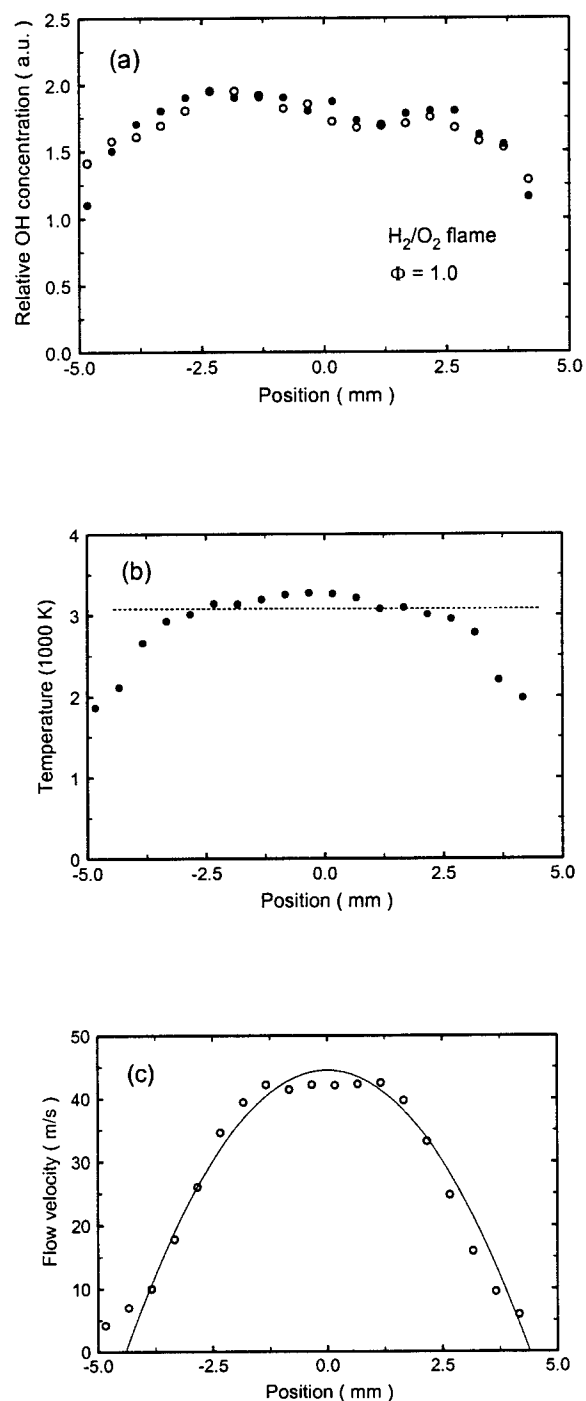 (a)
Relative OH concentration ( a.u. )
2.5
2.0
1.5
1.0
0.5
0.0
H2/O2 flame
Φ = 1.0
-5.0 -2.5 0.0 2.5 5.0
Position ( mm )
(b)
Temperature (1000 K)
4
3
2
1
0
-5.0 -2.5 0.0 2.5 5.0
Position ( mm )
(c)
Flow velocity ( m/s )
50
40
30
20
10
0
-5.0 -2.5 0.0 2.5 5.0
Position ( mm )